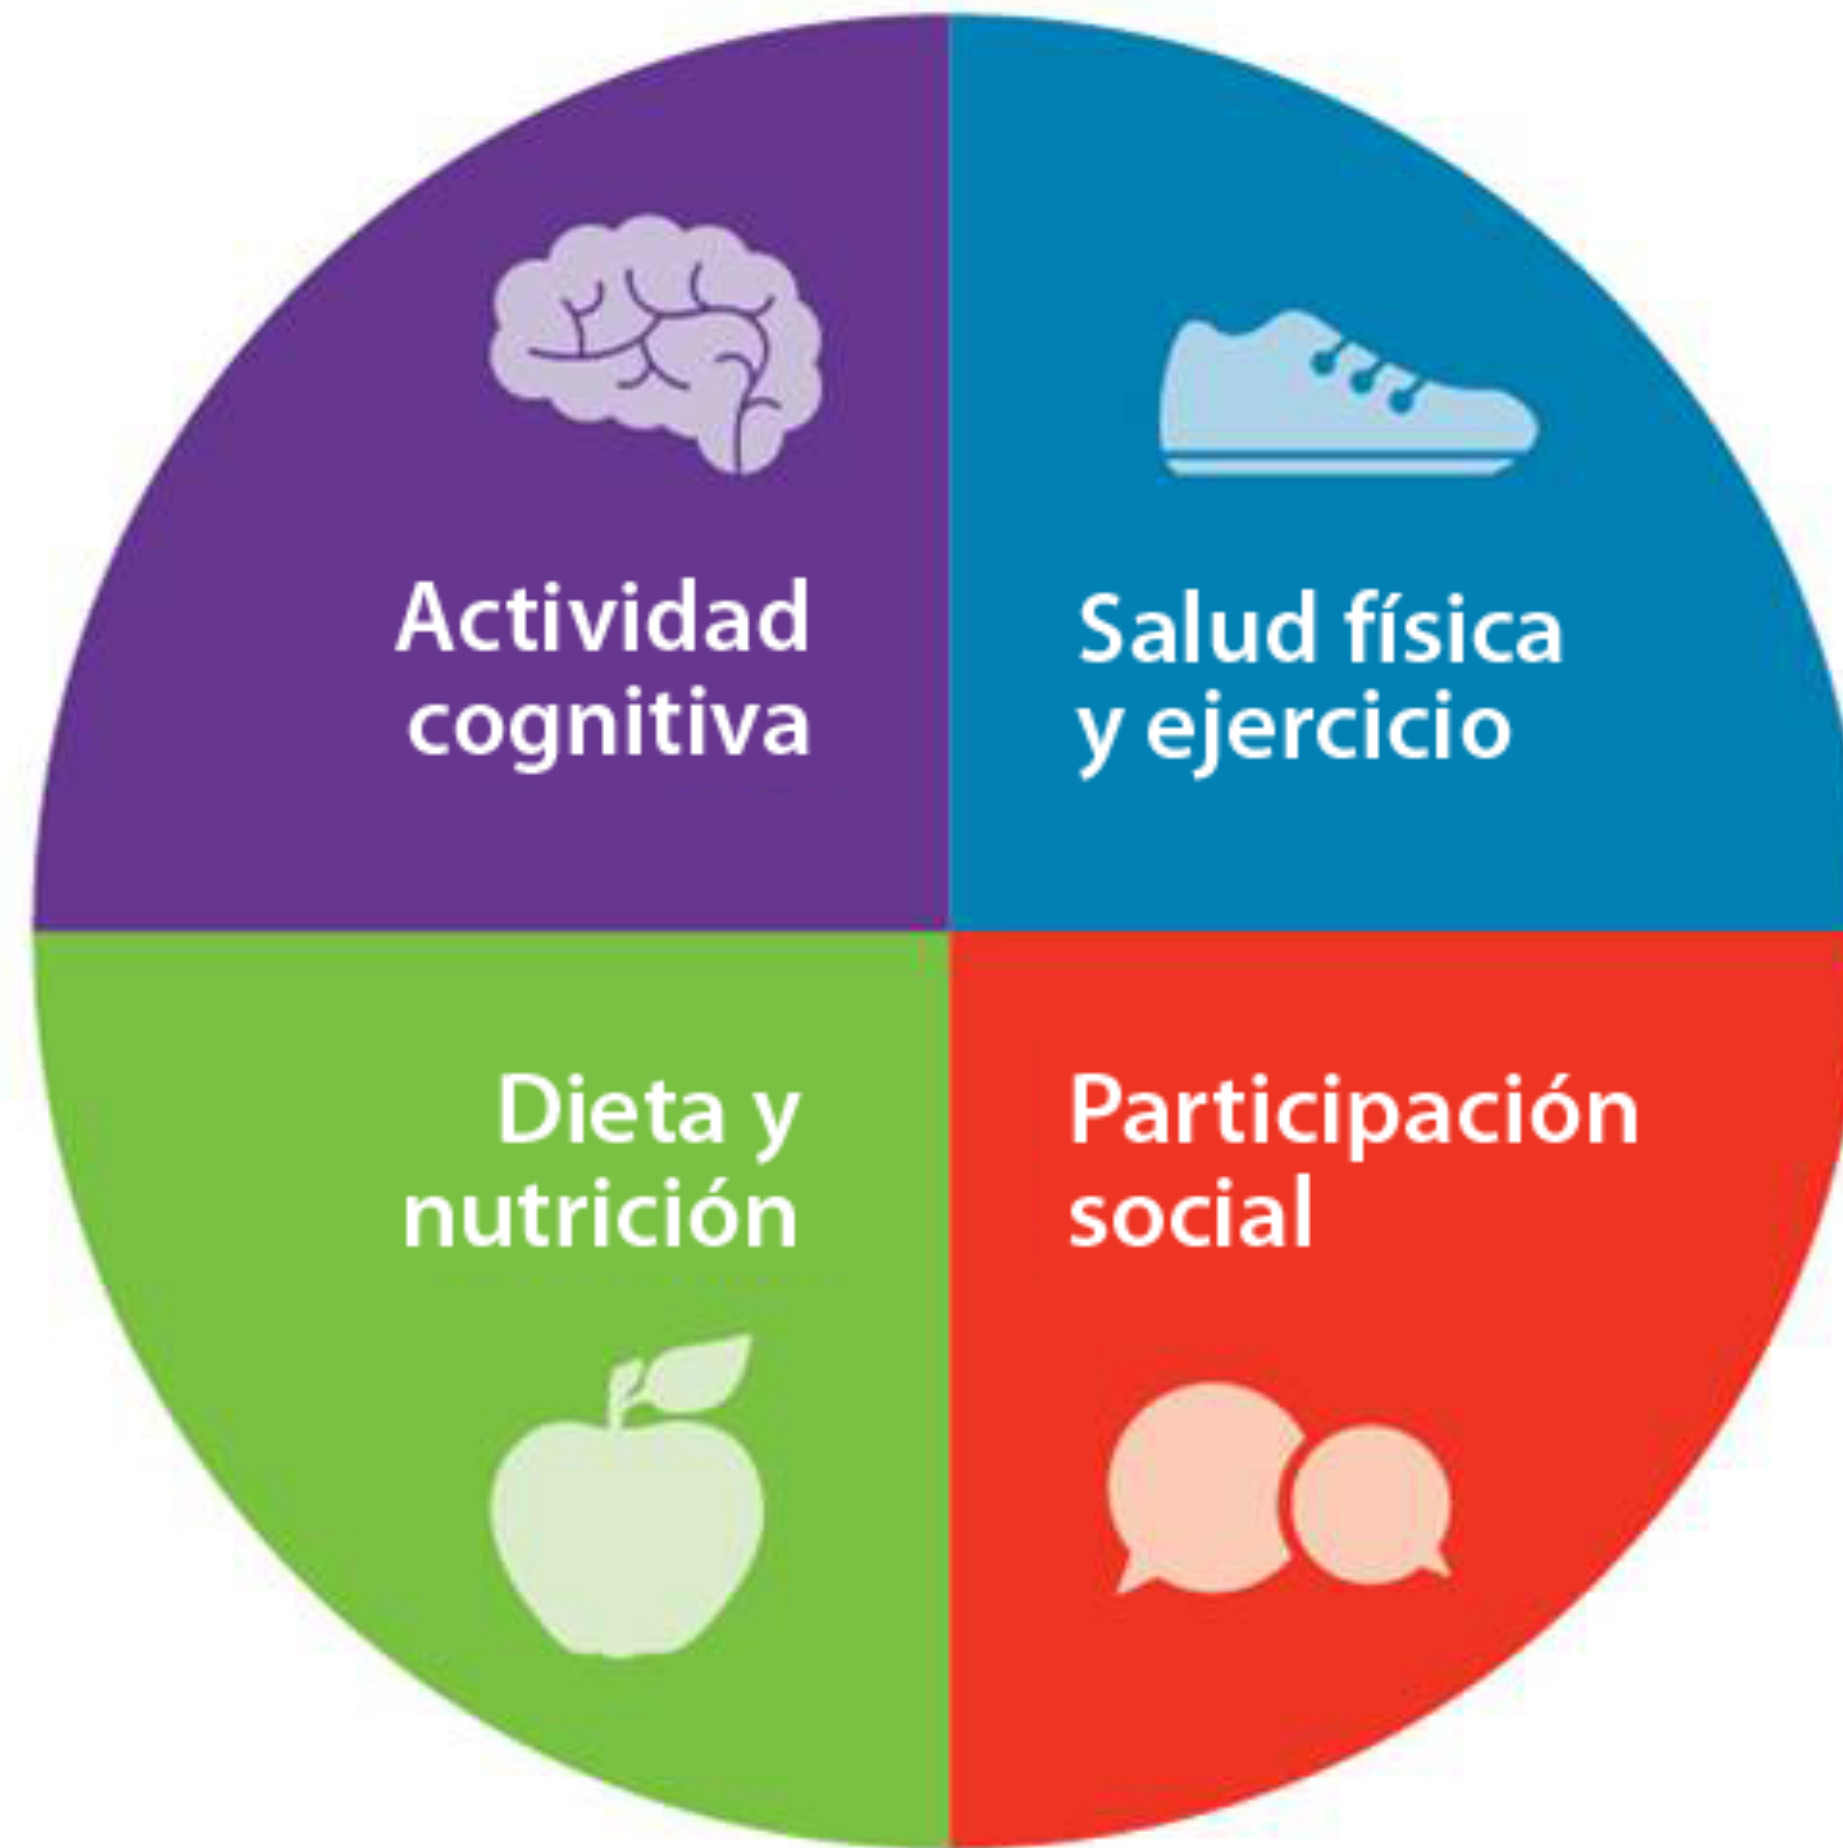 Actividad
cognitiva
Salud física
y ejercicio
Dieta y
nutrición
Participación
social